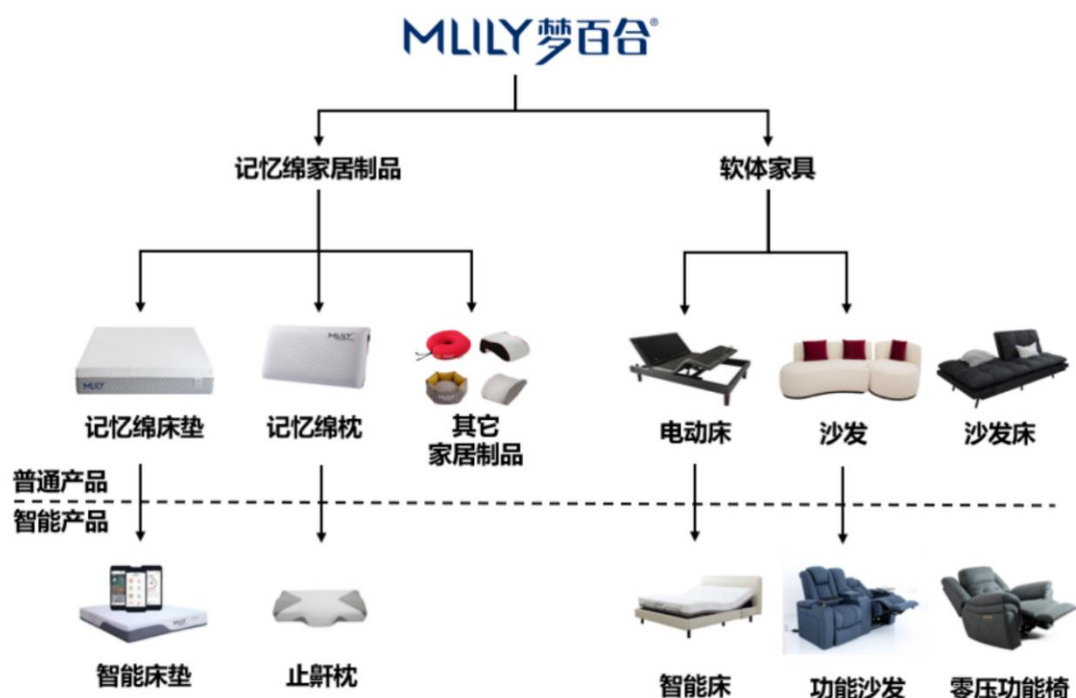 MLILY梦百合®
记忆绵家居制品
软体家具
MLILY
MLILY
记忆绵床垫
记忆绵枕
其它
家居制品
电动床
沙发
沙发床
普通产品
智能产品
MLILY
智能床垫
止鼾枕
智能床
功能沙发
零压功能椅